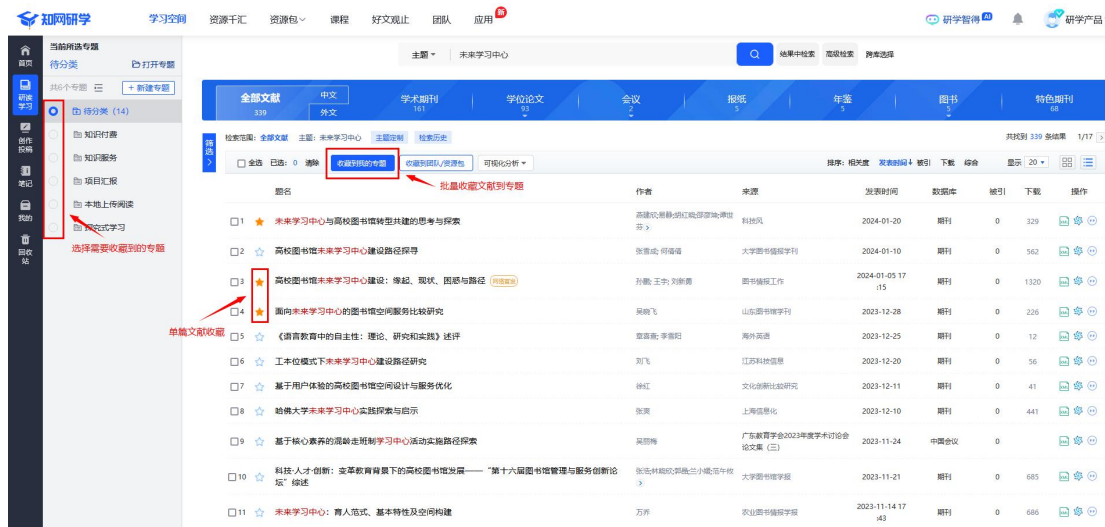 知网研学 学习空间 资源千汇 资源包 课程 好文观止 团队 应用 新 研学智得 AI 研学产品
首页
研读学习
创作投稿
笔记
我的
回收站
当前所选专题
待分类 打开专题
共6个专题 + 新建专题
待分类 (14)
知识付费
知识服务
项目汇报
本地上传阅读
探究式学习
选择需要收藏到的专题
主题 未来学习中心 结果中检索 高级检索 跨库选择
全部文献 339 中文 外文 学术期刊 161 学位论文 93 会议 2 报纸 5 年鉴 5 图书 5 特色期刊 68
筛选
检索范围: 全部文献 主题: 未来学习中心 主题定制 检索历史 共找到 339 条结果 1/17
全选 已选: 0 清除 收藏到我的专题 收藏到团队/资源包 可视化分析 排序: 相关度 发表时间↓ 被引 下载 综合 显示 20
批量收藏文献到专题
题名 作者 来源 发表时间 数据库 被引 下载 操作
1 未来学习中心与高校图书馆转型共建的思考与探索 科技风 2024-01-20 期刊 0 329
2 高校图书馆未来学习中心建设路径探寻 张雪成; 何倩倩 大学图书情报学刊 2024-01-10 期刊 0 562
3 高校图书馆未来学习中心建设：缘起、现状、困惑与路径 网络首发 孙鹏; 王宇; 刘新勇 图书情报工作 2024-01-05 17:15 期刊 0 1320
4 面向未来学习中心的图书馆空间服务比较研究 吴晓飞 山东图书馆学刊 2023-12-28 期刊 0 226
单篇文献收藏
5 《语言教育中的自主性：理论、研究和实践》述评 海外英语 2023-12-25 期刊 0 12
6 工本位模式下未来学习中心建设路径研究 刘飞 江苏科技信息 2023-12-20 期刊 0 56
7 基于用户体验的高校图书馆空间设计与服务优化 徐红 文化创新比较研究 2023-12-11 期刊 0 41
8 哈佛大学未来学习中心实践探索与启示 张爽 上海信息化 2023-12-10 期刊 0 441
9 基于核心素养的混龄走班制学习中心活动实施路径探索 吴丽梅 广东教育学会2023年度学术讨论会论文集（三） 2023-11-24 中国会议 0
10 科技·人才·创新：变革教育背景下的高校图书馆发展——“第十六届图书馆管理与服务创新论坛”综述 大学图书馆学报 2023-11-21 期刊 0 685
11 未来学习中心：育人范式、基本特性及空间构建 万乔 农业图书情报学报 2023-11-14 17:43 期刊 0 686